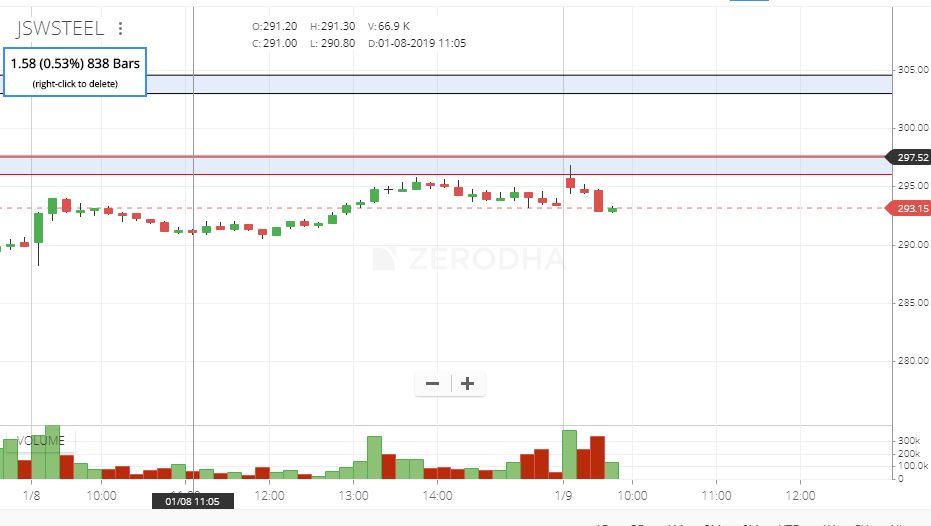 JSWSTEEL
O:291.20 H:291.30 V:66.9 K
C:291.00 L: 290.80 D:01-08-2019 11:05
1.58 (0.53%) 838 Bars
(right-click to delete)
305.00
300.00
297.52
295.00
293.15
290.00
ZERODHA
285.00
280.00
VOLUME
300k
200k
100.0k
0
1/8 10:00 12:00 13:00 14:00 1/9 10:00 11:00 12:00
01/08 11:05